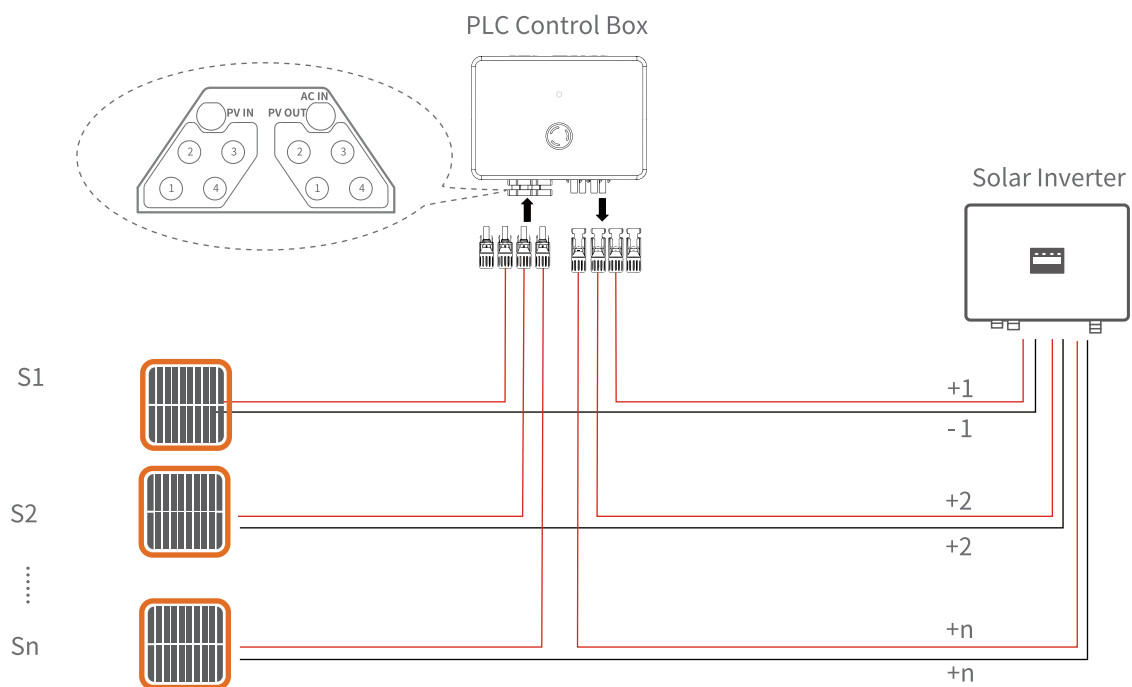 PLC Control Box
AC IN
PV IN
PV OUT
2 3 2 3
1 4 1 4
Solar Inverter
S1
+1
-1
S2
+2
+2
Sn
+n
+n